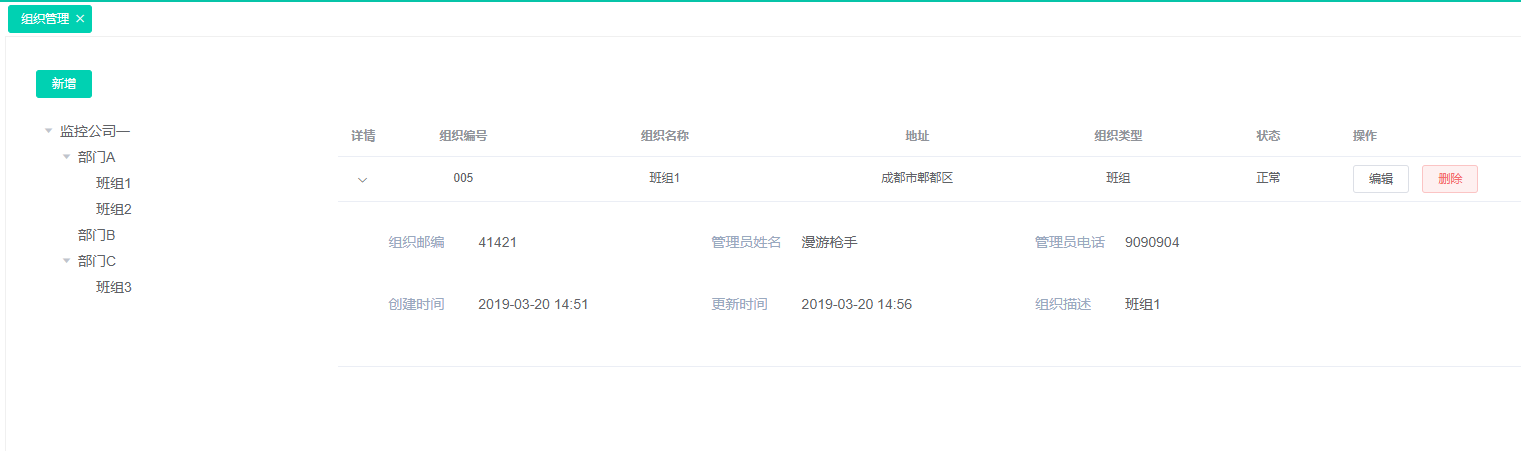 组织管理 ×
新增
监控公司一
部门A
班组1
班组2
部门B
部门C
班组3
详情 组织编号 组织名称 地址 组织类型 状态 操作
005 班组1 成都市郫都区 班组 正常 编辑 删除
组织邮编 41421 管理员姓名 漫游枪手 管理员电话 9090904
创建时间 2019-03-20 14:51 更新时间 2019-03-20 14:56 组织描述 班组1